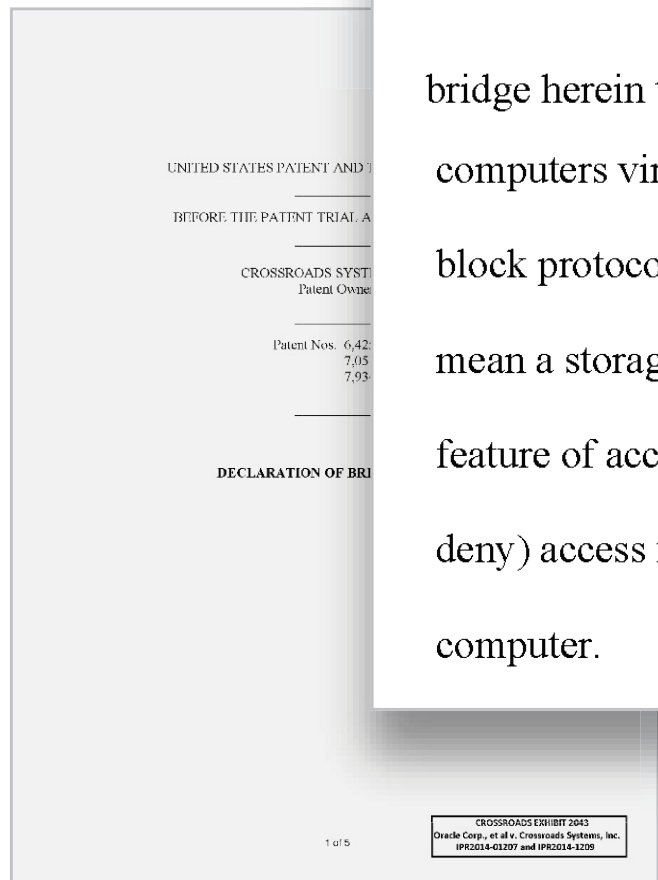 UNITED STATES PATENT AND
BEFORE THE PATENT TRIAL A
CROSSROADS SYST
Patent Owne
Patent Nos. 6,42
7,05
7,93
DECLARATION OF BRI
bridge herein
computers vir
block protoco
mean a storag
feature of acc
deny) access
computer.
1 of 5
CROSSROADS EXHIBIT 2043
Oracle Corp., et al v. Crossroads Systems, Inc.
IPR2014-01207 and IPR2014-1209